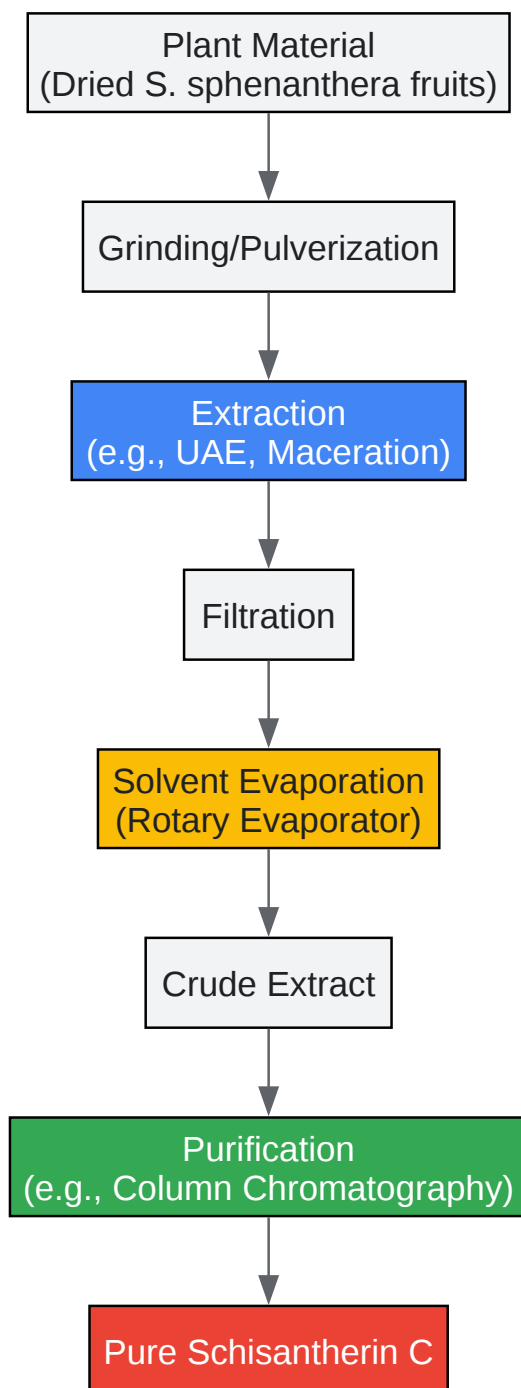 Plant Material
(Dried S. sphenanthera fruits)
Grinding/Pulverization
Extraction
(e.g., UAE, Maceration)
Filtration
Solvent Evaporation
(Rotary Evaporator)
Crude Extract
Purification
(e.g., Column Chromatography)
Pure Schisantherin C